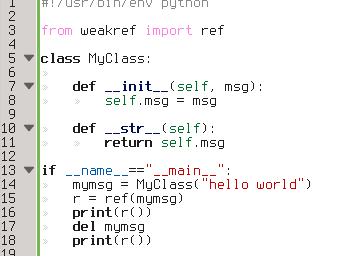 1 #!/usr/bin/env python
2
3 from weakref import ref
4
5 class MyClass:
6
7 def __init__(self, msg):
8 self.msg = msg
9
10 def __str__(self):
11 return self.msg
12
13 if __name__=="__main__":
14 mymsg = MyClass("hello world")
15 r = ref(mymsg)
16 print(r())
17 del mymsg
18 print(r())
19